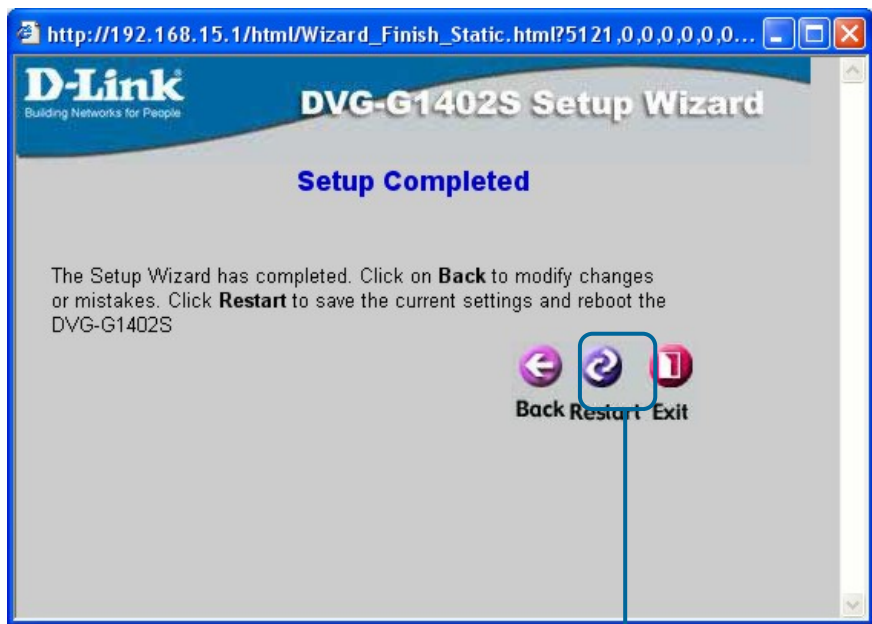 http://192.168.15.1/html/Wizard_Finish_Static.html?5121,0,0,0,0,0,0...
D-Link
Building Networks for People
DVG-G1402S Setup Wizard
Setup Completed
The Setup Wizard has completed. Click on Back to modify changes
or mistakes. Click Restart to save the current settings and reboot the
DVG-G1402S
Back Restart Exit